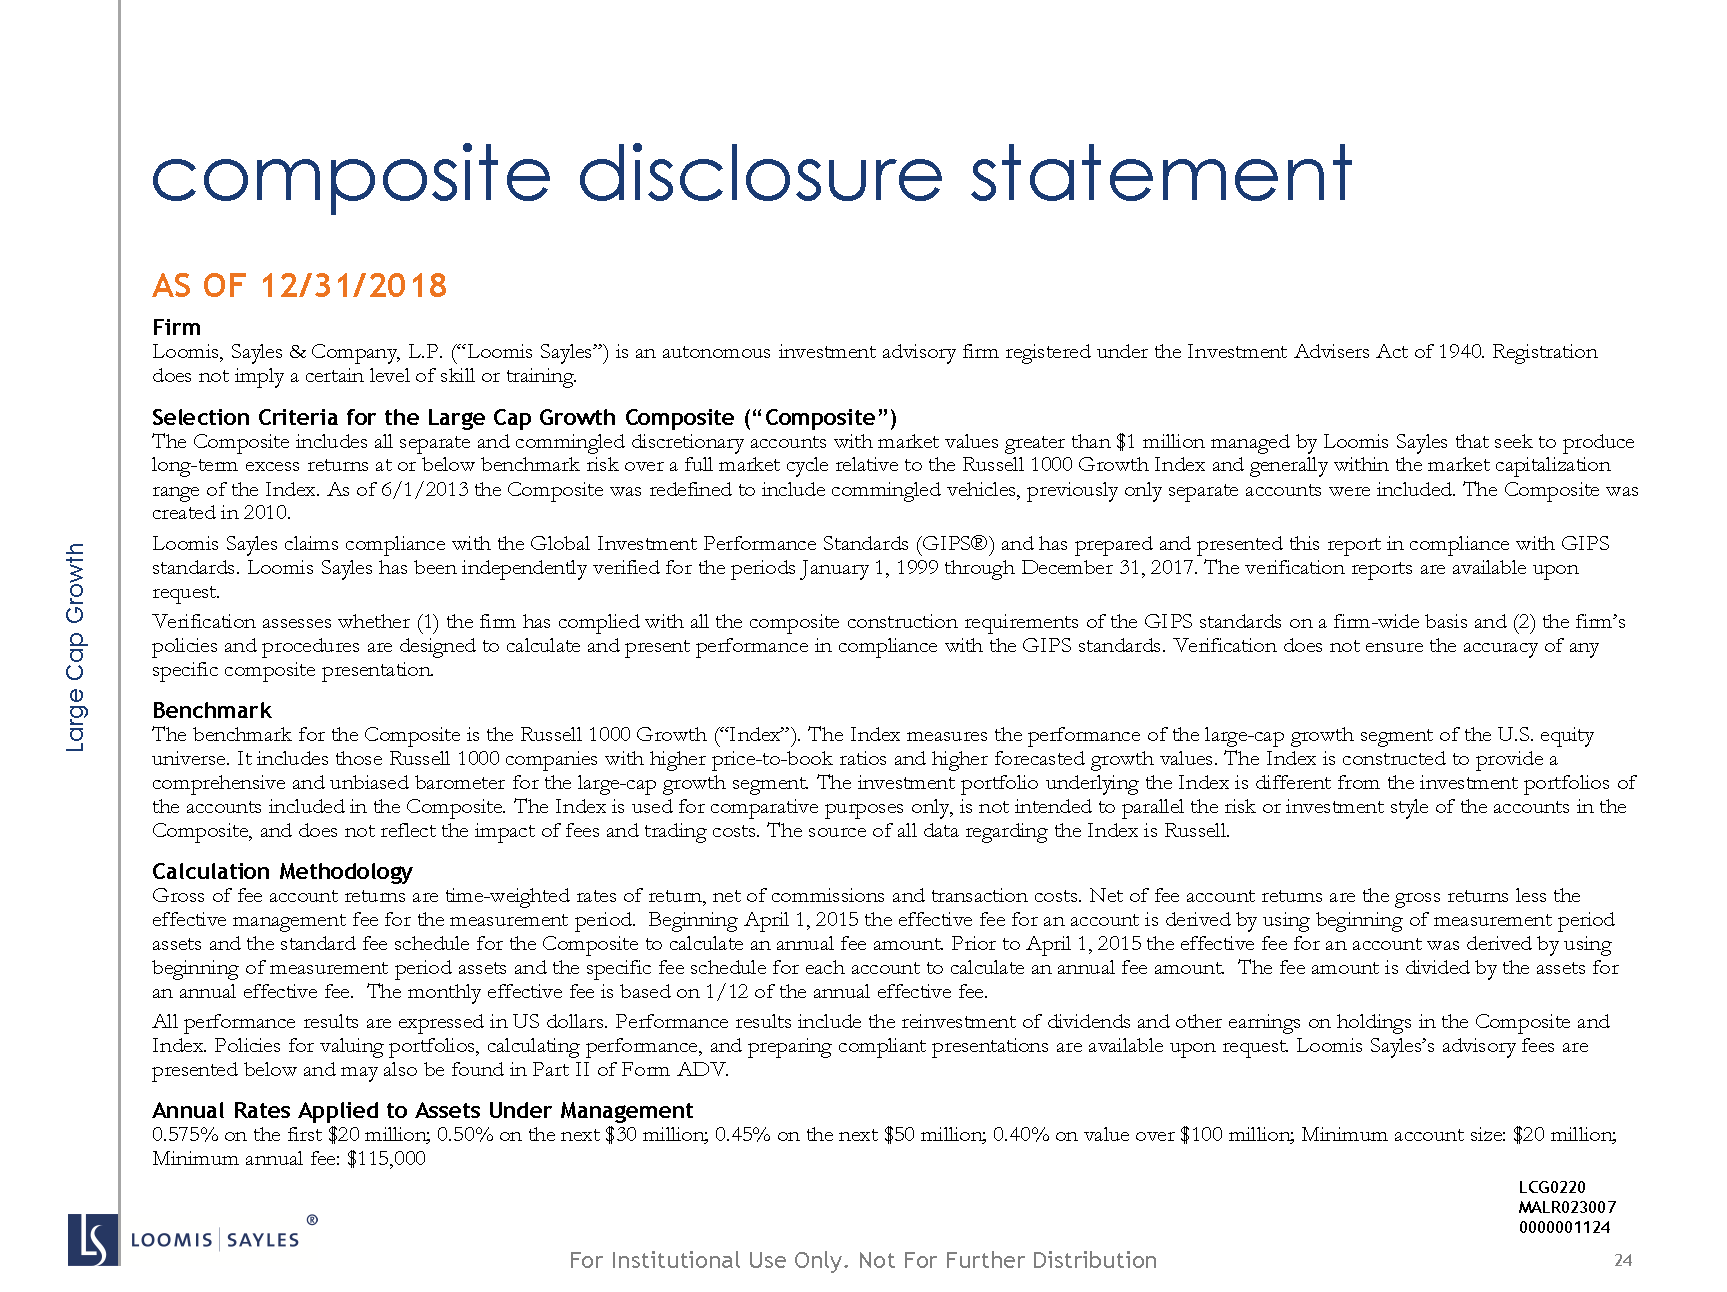 composite disclosure statement
AS OF 12/31/2018
Firm
Loomis, Sayles & Company, L.P. (“Loomis Sayles”) is an autonomous investment advisory firm registered under the Investment Advisers Act of 1940. Registration
does not imply a certain level of skill or training.
Selection Criteria for the Large Cap Growth Composite (“Composite”)
The Composite includes all separate and commingled discretionary accounts with market values greater than $1 million managed by Loomis Sayles that seek to produce
long-term excess returns at or below benchmark risk over a full market cycle relative to the Russell 1000 Growth Index and generally within the market capitalization
range of the Index. As of 6/1/2013 the Composite was redefined to include commingled vehicles, previously only separate accounts were included. The Composite was
created in 2010.
Loomis Sayles claims compliance with the Global Investment Performance Standards (GIPS®) and has prepared and presented this report in compliance with GIPS
standards. Loomis Sayles has been independently verified for the periods January 1, 1999 through December 31, 2017. The verification reports are available upon
request.
Verification assesses whether (1) the firm has complied with all the composite construction requirements of the GIPS standards on a firm-wide basis and (2) the firm’s
policies and procedures are designed to calculate and present performance in compliance with the GIPS standards. Verification does not ensure the accuracy of any
specific composite presentation.
Benchmark
The benchmark for the Composite is the Russell 1000 Growth (“Index”). The Index measures the performance of the large-cap growth segment of the U.S. equity
universe. It includes those Russell 1000 companies with higher price-to-book ratios and higher forecasted growth values. The Index is constructed to provide a
comprehensive and unbiased barometer for the large-cap growth segment. The investment portfolio underlying the Index is different from the investment portfolios of
the accounts included in the Composite. The Index is used for comparative purposes only, is not intended to parallel the risk or investment style of the accounts in the
Composite, and does not reflect the impact of fees and trading costs. The source of all data regarding the Index is Russell.
Calculation Methodology
Gross of fee account returns are time-weighted rates of return, net of commissions and transaction costs. Net of fee account returns are the gross returns less the
effective management fee for the measurement period. Beginning April 1, 2015 the effective fee for an account is derived by using beginning of measurement period
assets and the standard fee schedule for the Composite to calculate an annual fee amount. Prior to April 1, 2015 the effective fee for an account was derived by using
beginning of measurement period assets and the specific fee schedule for each account to calculate an annual fee amount. The fee amount is divided by the assets for
an annual effective fee. The monthly effective fee is based on 1/12 of the annual effective fee.
All performance results are expressed in US dollars. Performance results include the reinvestment of dividends and other earnings on holdings in the Composite and
Index. Policies for valuing portfolios, calculating performance, and preparing compliant presentations are available upon request. Loomis Sayles’s advisory fees are
presented below and may also be found in Part II of Form ADV.
Annual Rates Applied to Assets Under Management
0.575% on the first $20 million; 0.50% on the next $30 million; 0.45% on the next $50 million; 0.40% on value over $100 million; Minimum account size: $20 million;
Minimum annual fee: $115,000
Large Cap Growth
LCG0220
MALR023007
0000001124
LS LOOMIS | SAYLES ®
For Institutional Use Only. Not For Further Distribution
24